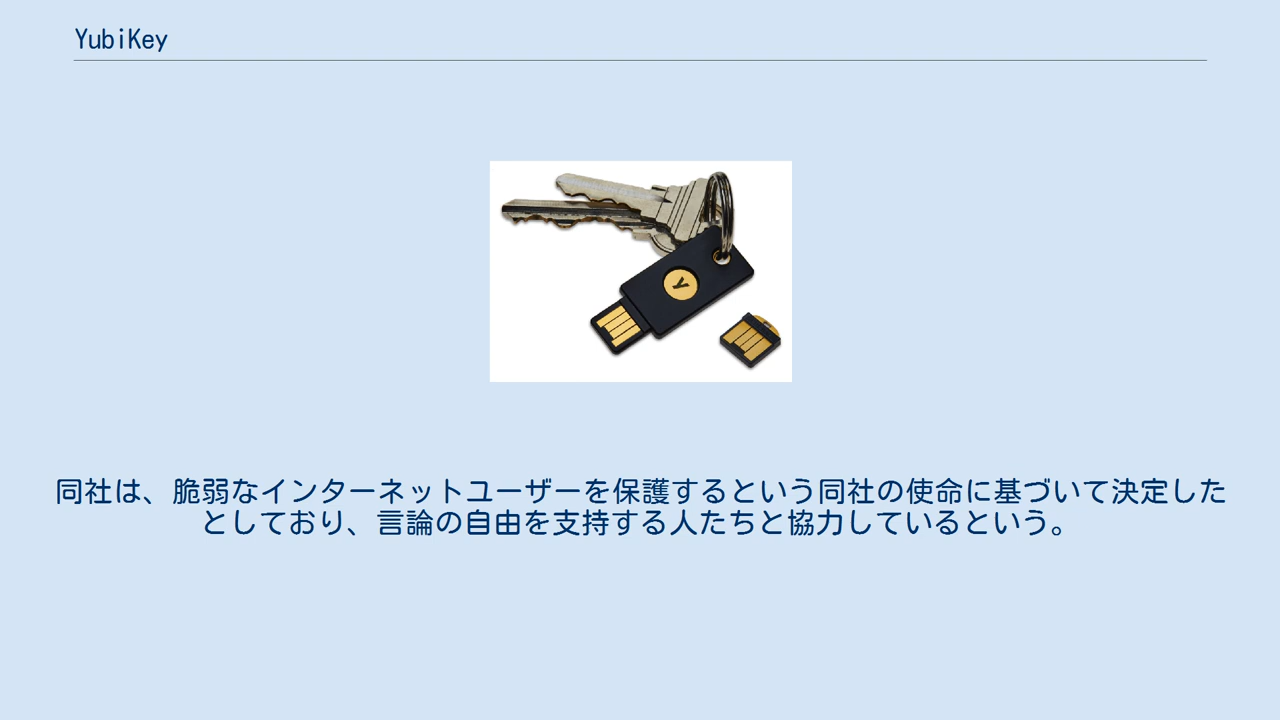 YubiKey
y
同社は、脆弱なインターネットユーザーを保護するという同社の使命に基づいて決定した
としており、言論の自由を支持する人たちと協力しているという。